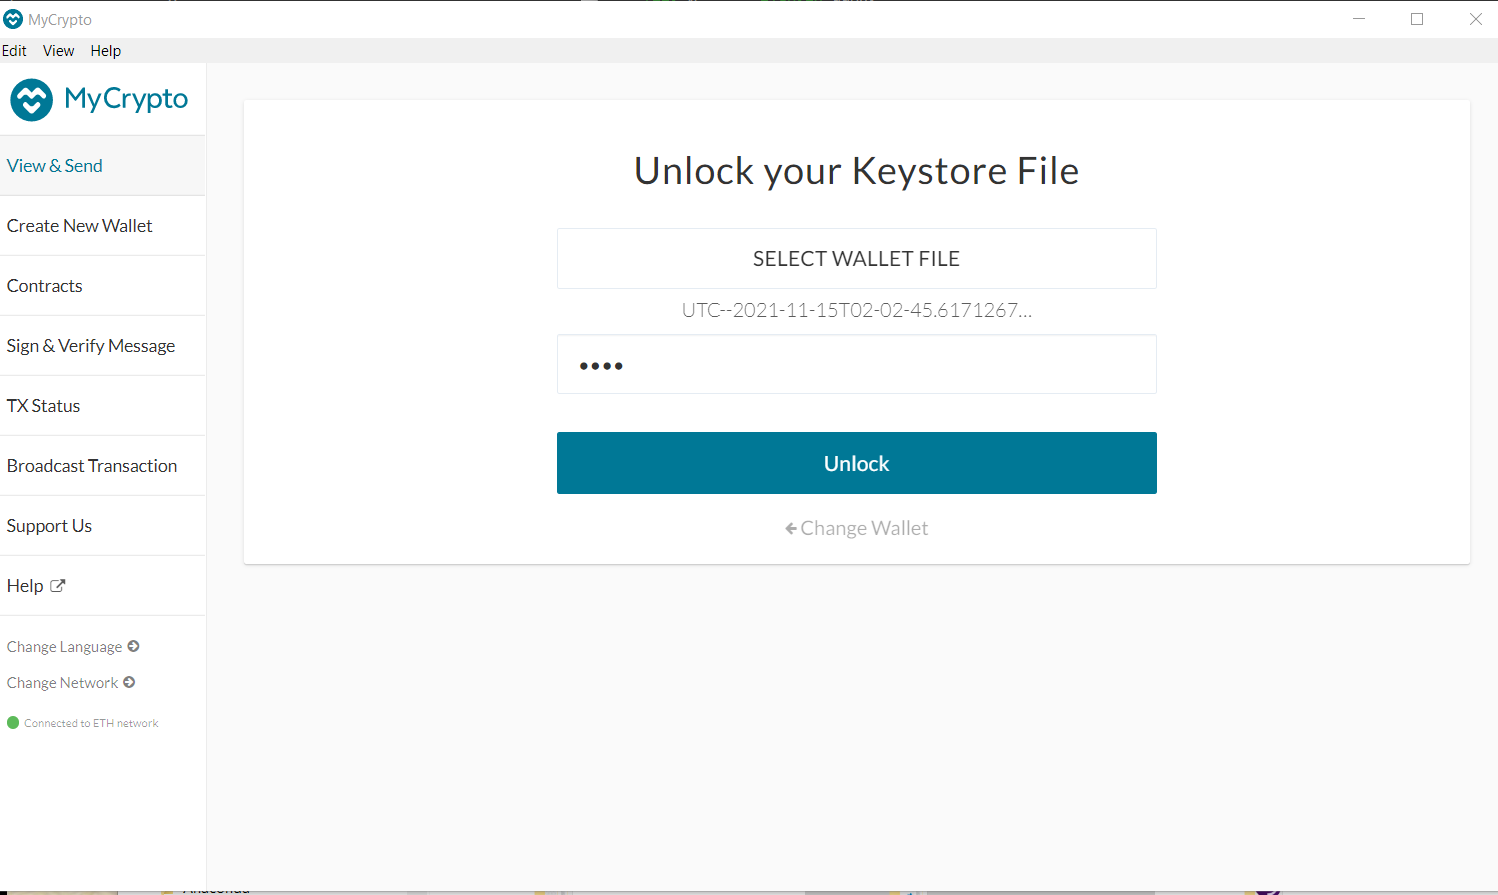 MyCrypto
Edit View Help
MyCrypto
View & Send
Create New Wallet
Contracts
Sign & Verify Message
TX Status
Broadcast Transaction
Support Us
Help
Change Language
Change Network
Connected to ETH network
Unlock your Keystore File
SELECT WALLET FILE
UTC--2021-11-15T02-02-45.6171267...
••••
Unlock
Change Wallet